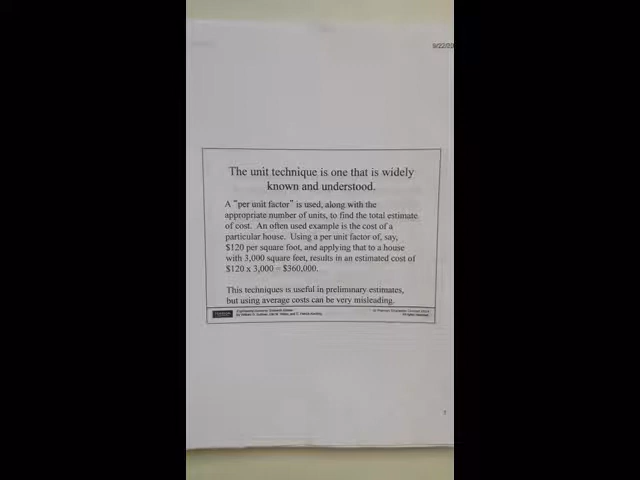 9/22/20
The unit technique is one that is widely
known and understood.
A "per unit factor" is used, along with the
appropriate number of units, to find the total estimate
of cost. An often used example is the cost of a
particular house. Using a per unit factor of, say,
$120 per square foot, and applying that to a house
with 3,000 square feet, results in an estimated cost of
$120 x 3,000 = $360,000.
This techniques is useful in preliminary estimates,
but using average costs can be very misleading.